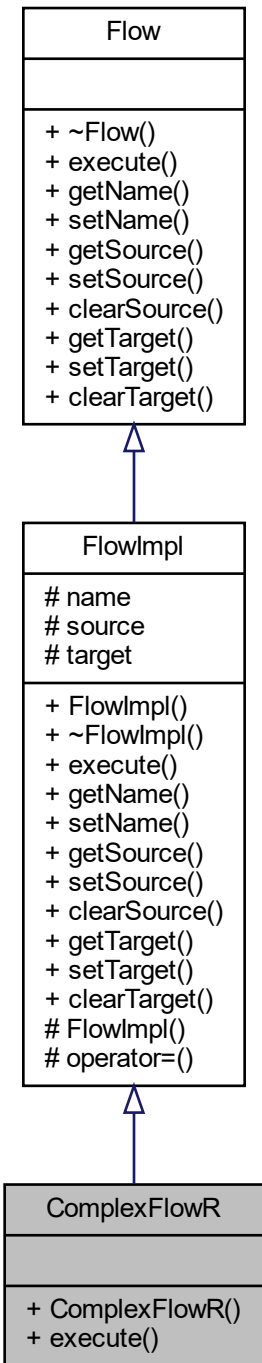 Flow
+ ~Flow()
+ execute()
+ getName()
+ setName()
+ getSource()
+ setSource()
+ clearSource()
+ getTarget()
+ setTarget()
+ clearTarget()
FlowImpl
# name
# source
# target
+ FlowImpl()
+ ~FlowImpl()
+ execute()
+ getName()
+ setName()
+ getSource()
+ setSource()
+ clearSource()
+ getTarget()
+ setTarget()
+ clearTarget()
# FlowImpl()
# operator=()
ComplexFlowR
+ ComplexFlowR()
+ execute()